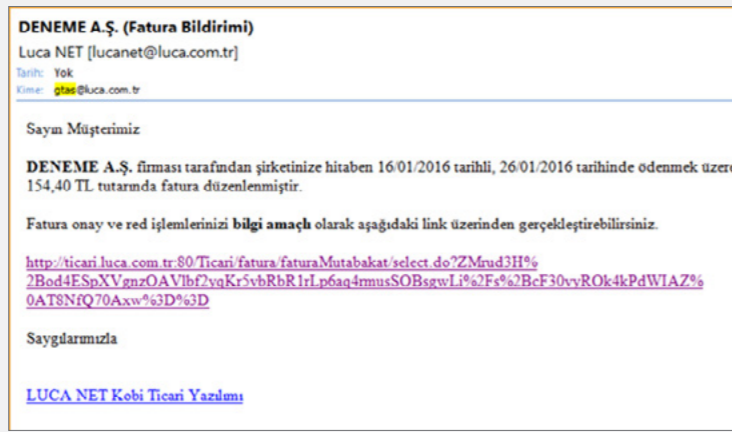 DENEME A.Ş. (Fatura Bildirimi)
Luca NET [lucanet@luca.com.tr]
Tarih: Yok
Kime: gtas@luca.com.tr
Sayın Müşterimiz
DENEME A.Ş. firması tarafından şirketinize hitaben 16/01/2016 tarihli, 26/01/2016 tarihinde ödenmek üzere
154,40 TL tutarında fatura düzenlenmiştir.
Fatura onay ve red işlemlerinizi bilgi amaçlı olarak aşağıdaki link üzerinden gerçekleştirebilirsiniz.
http://ticari.luca.com.tr:80/Ticari/fatura/faturaMutabakat/select.do?ZMrud3H%
2Bod4ESpXVgnzOAVlbf2yqKr5vbRbR1rLp6aq4rmusSOBsgwLi%2Fs%2BcF30vyROk4kPdWIAZ%
0AT8NfQ70Axw%3D%3D
Saygılarımızla
LUCA NET Kobi Ticari Yazılımı